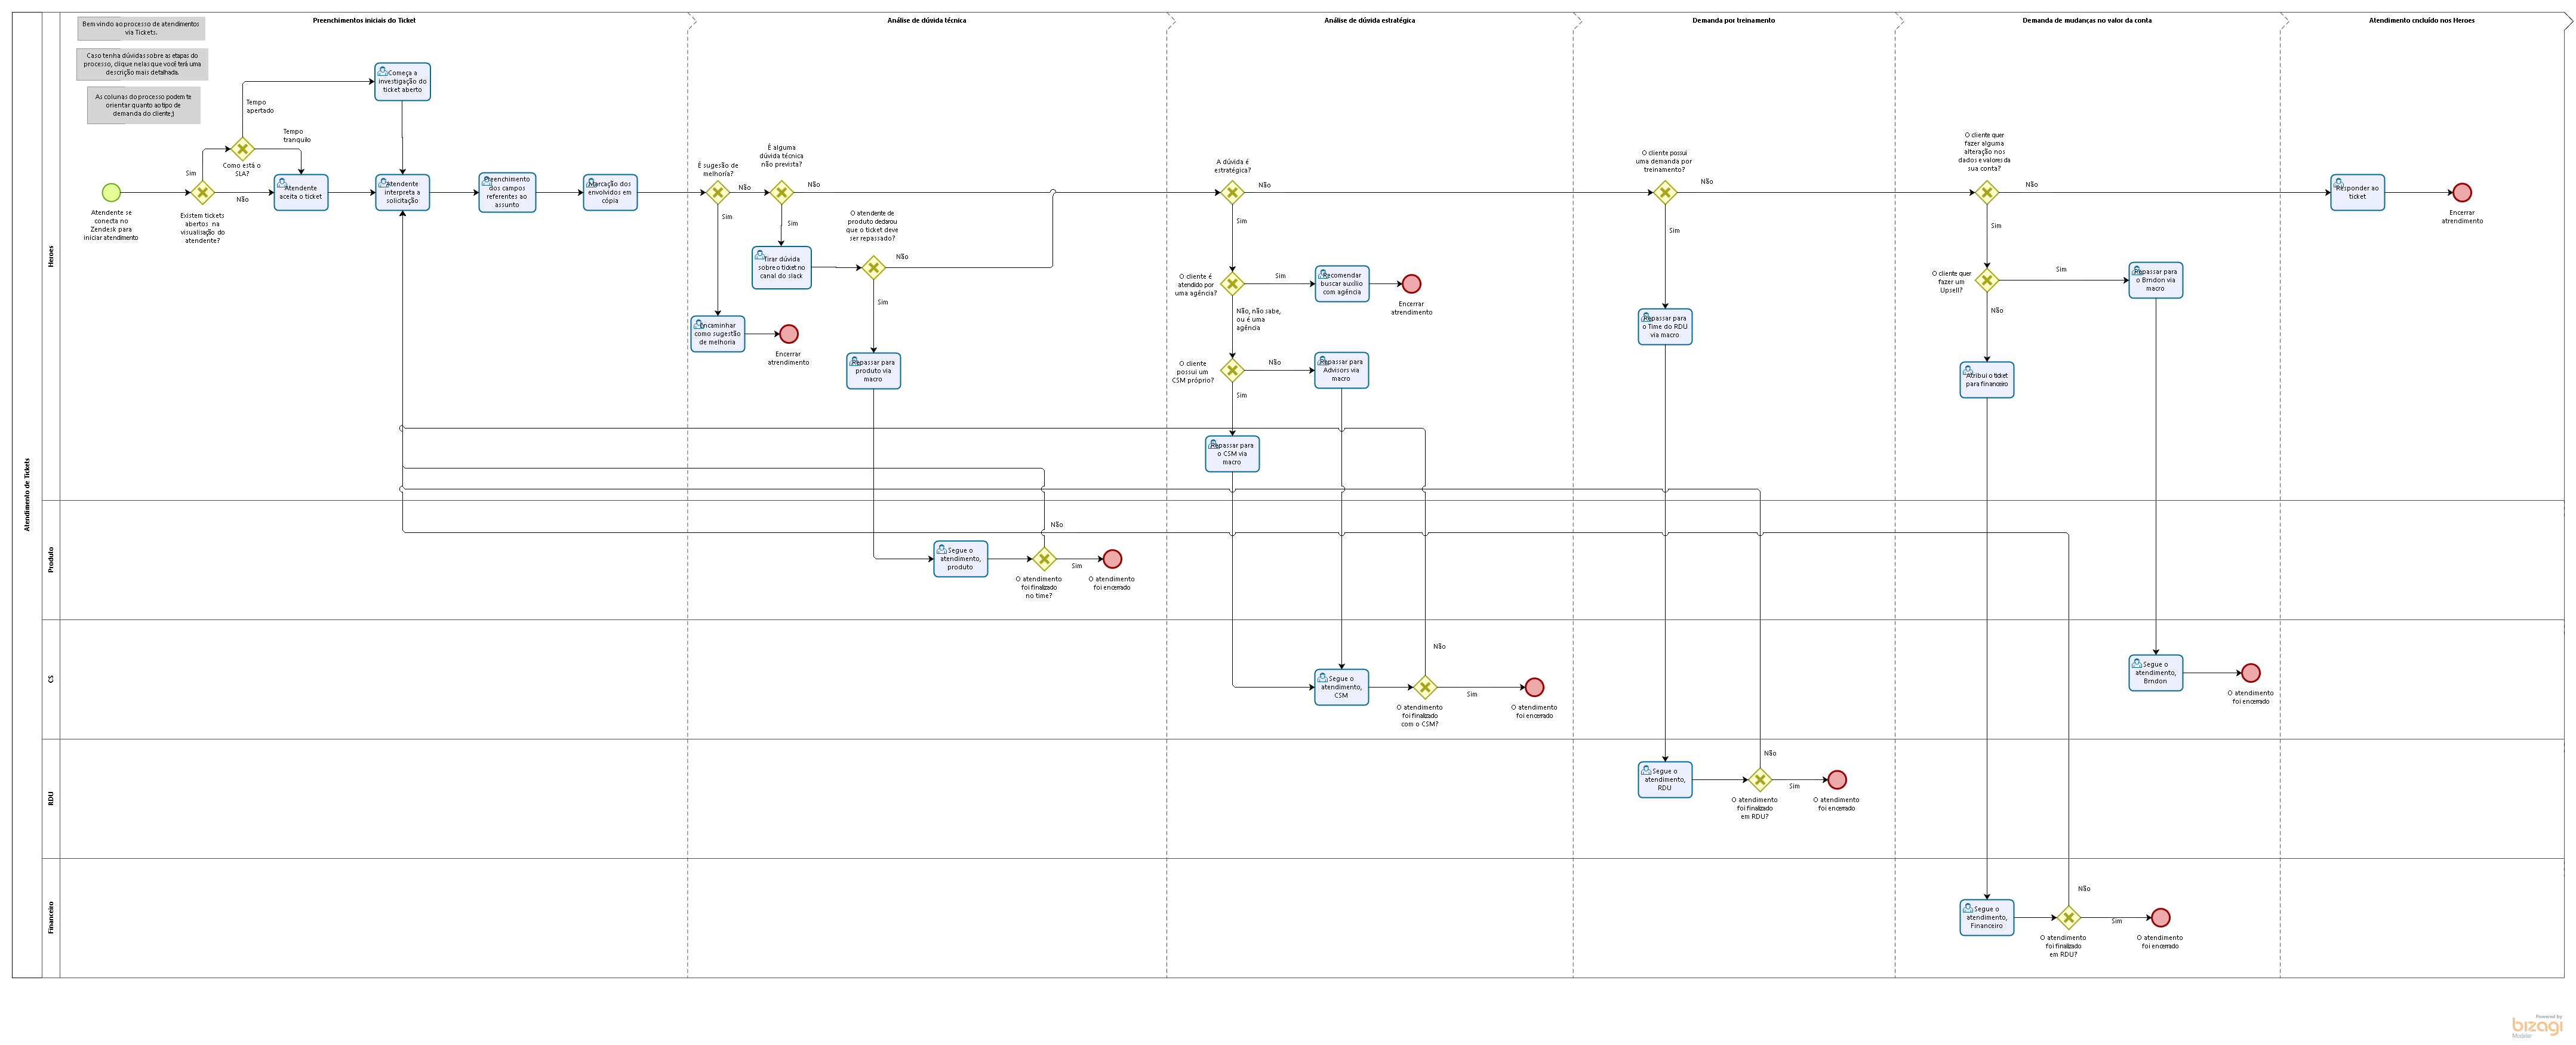 Preenchimentos iniciais do Ticket
Análise de dúvida técnica
Análise de dúvida estratégica
Demanda por treinamento
Demanda de mudanças no valor da conta
Atendimento cncluído nos Heroes
Bem vindo ao processo de atendimentos
via Tickets.
Caso tenha dúvidas sobre as etapas do
processo, clique nelas que você terá uma
descrição mais detalhada.
As colunas do processo podem te
orientar quanto ao tipo de
demanda do cliente;)
Atendimento de Tickets
Heroes
Atendente se
conecta no
Zendesk para
iniciar atendimento
Existem tickets
abertos na
visualisação do
atendente?
Sim
Não
Como está o
SLA?
Tempo
apertado
Tempo
tranquilo
Começa a
investigação do
ticket aberto
Atendente
aceita o ticket
Atendente
interpreta a
solicitação
Preenchimento
dos campos
referentes ao
assunto
Marcação dos
envolvidos em
cópia
É sugesão de
melhoría?
Não
Sim
Encaminhar
como sugestão
de melhoria
Encerrar
atrendimento
É alguma
dúvida técnica
não prevista?
Não
Sim
Tirar dúvida
sobre o ticket no
canal do slack
O atendente de
produto declarou
que o ticket deve
ser repassado?
Não
Sim
Repassar para
produto via
macro
A dúvida é
estratégica?
Não
Sim
O cliente é
atendido por
uma agência?
Sim
Recomendar
buscar auxílio
com agência
Encerrar
atrendimento
Não, não sabe,
ou é uma
agência
O cliente
possui um
CSM próprio?
Não
Repassar para
Advisors via
macro
Sim
Repassar para
o CSM via
macro
O cliente possui
uma demanda por
treinamento?
Não
Sim
Repassar para
o Time do RDU
via macro
O cliente quer
fazer alguma
alteração nos
dados e valores da
sua conta?
Não
Sim
O cliente quer
fazer um
Upsell?
Sim
Repassar para
o Brndon via
macro
Não
Atribui o ticket
para financeiro
Responder ao
ticket
Encerrar
atrendimento
Produto
Segue o
atendimento,
produto
Não
O atendimento
foi finalizado
no time?
Sim
O atendimento
foi encerrado
CS
Segue o
atendimento,
CSM
Não
O atendimento
foi finalizado
com o CSM?
Sim
O atendimento
foi encerrado
Segue o
atendimento,
Brndon
O atendimento
foi encerrado
RDU
Segue o
atendimento,
RDU
Não
O atendimento
foi finalizado
em RDU?
Sim
O atendimento
foi encerrado
Financeiro
Segue o
atendimento,
Financeiro
Não
O atendimento
foi finalizado
em RDU?
Sim
O atendimento
foi encerrado
Powered by
bizagi
Modeler